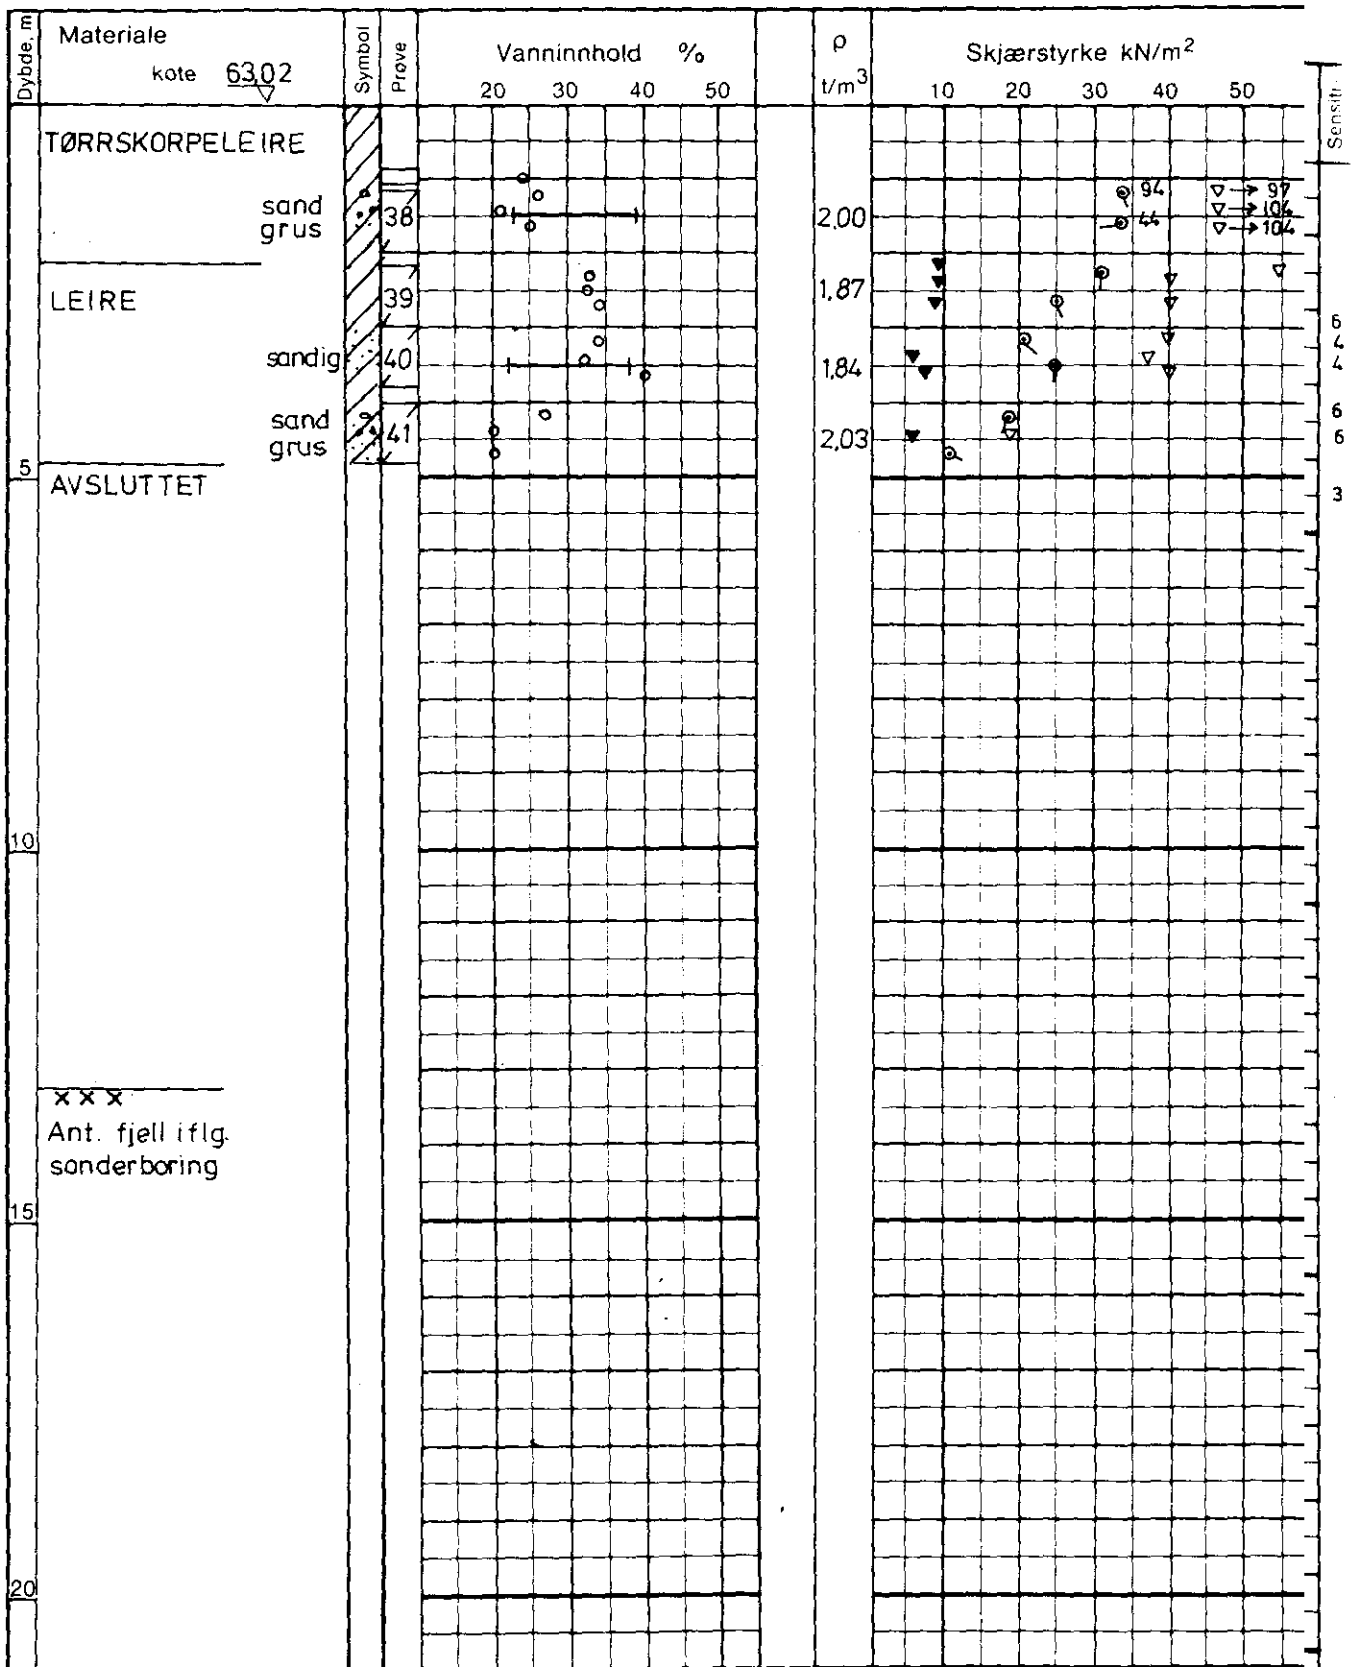 Dybde, m
Materiale
kote 63,02
Symbol
Prøve
Vanninnhold %
20 30 40 50
ρ
t/m³
Skjærstyrke kN/m²
10 20 30 40 50
TØRRSKORPELEIRE
sand
grus
38
2,00
94
97
104
44
104
LEIRE
39
1,87
6
4
sandig
40
1,84
4
sand
grus
41
2,03
6
6
5
AVSLUTTET
3
10
x x x
Ant. fjell iflg.
sonderboring
15
20